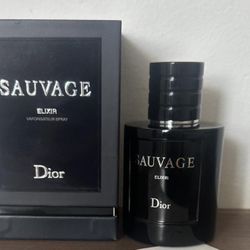 SAUVAGE
ELIXIR
VAPORISATEUR SPRAY
Dior
SAUVAGE
ELIXIR
Dior